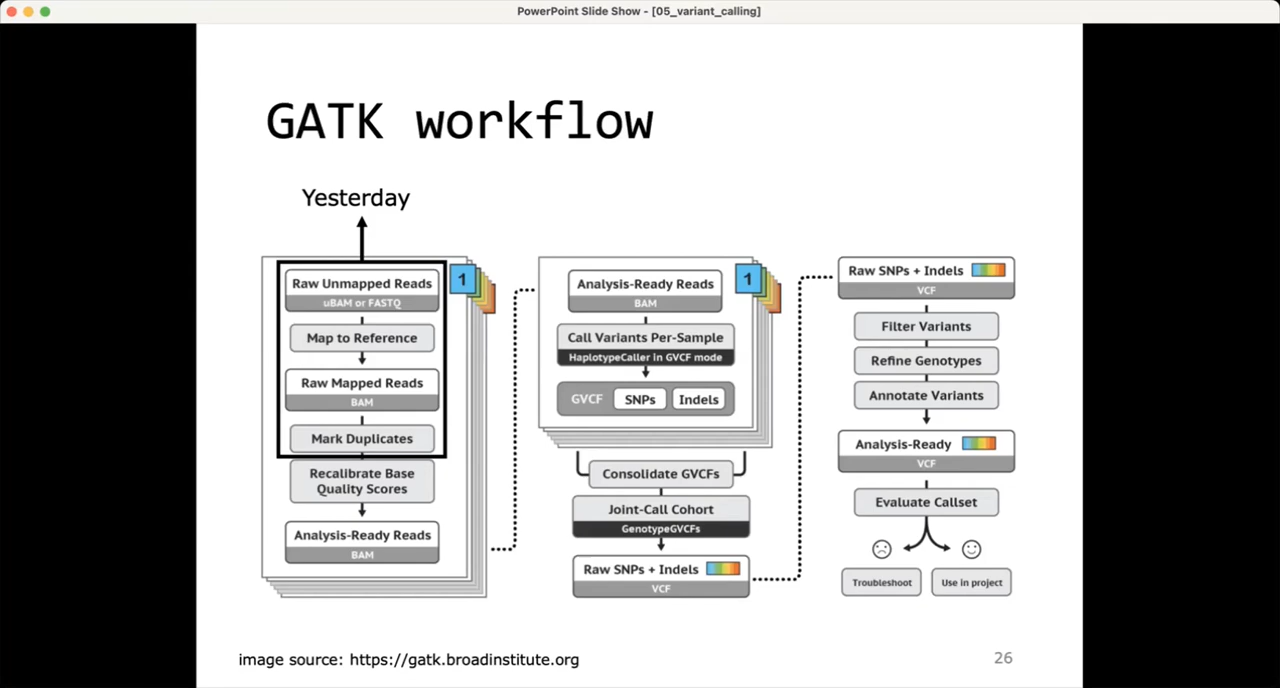 PowerPoint Slide Show - [05_variant_calling]
GATK workflow
Yesterday
Raw Unmapped Reads
uBAM or FASTQ
Map to Reference
Raw Mapped Reads
BAM
Mark Duplicates
Recalibrate Base
Quality Scores
Analysis-Ready Reads
BAM
1
Analysis-Ready Reads
BAM
1
Call Variants Per-Sample
HaplotypeCaller in GVCF mode
GVCF SNPs Indels
Consolidate GVCFs
Joint-Call Cohort
GenotypeGVCFs
Raw SNPs + Indels
VCF
Raw SNPs + Indels
VCF
Filter Variants
Refine Genotypes
Annotate Variants
Analysis-Ready
VCF
Evaluate Callset
Troubleshoot
Use in project
image source: https://gatk.broadinstitute.org
26